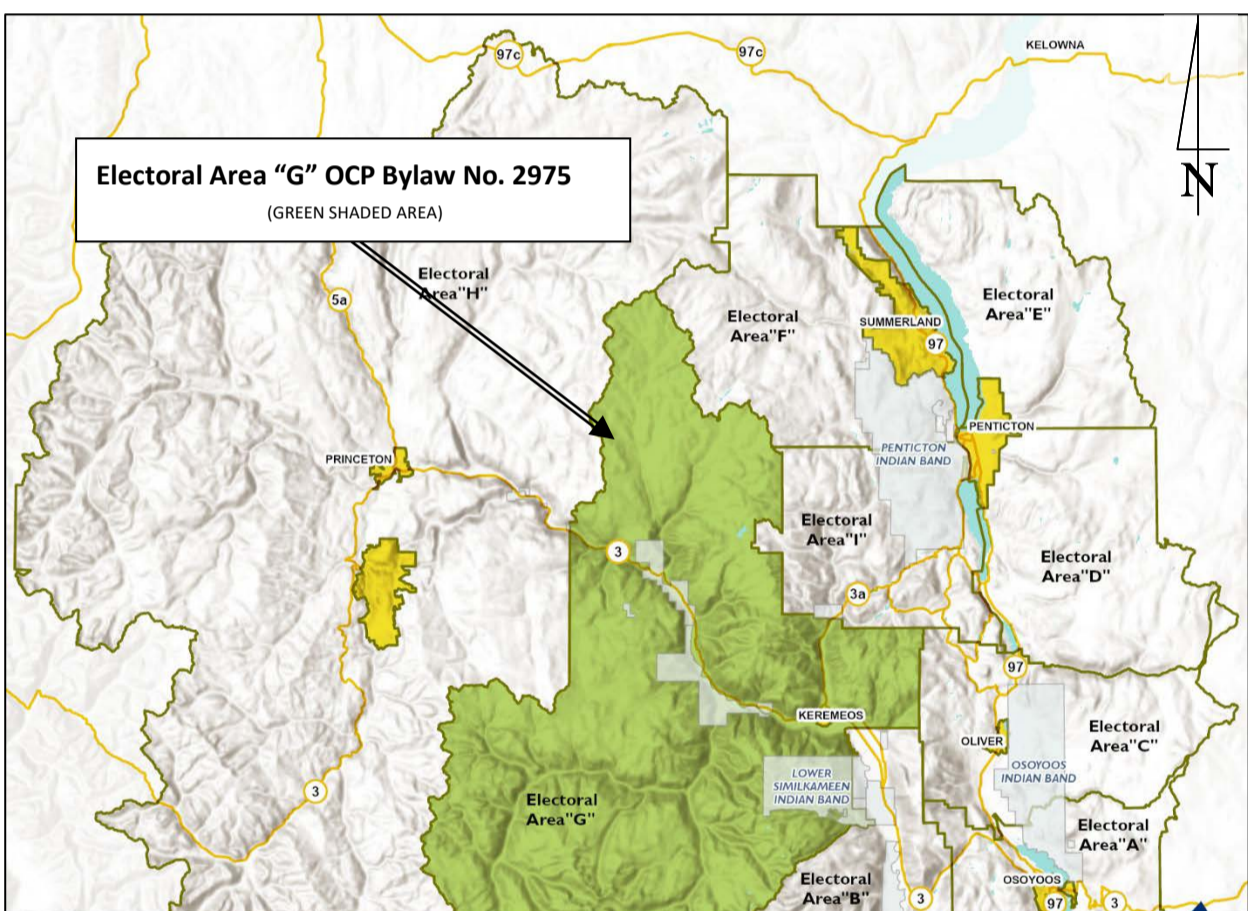 97c
97c
KELOWNA
Electoral Area “G” OCP Bylaw No. 2975
(GREEN SHADED AREA)
N
Electoral
Area"H"
5a
Electoral
Area"E"
Electoral
Area"F"
SUMMERLAND
97
PENTICTON
PENTICTON
INDIAN BAND
PRINCETON
Electoral
Area"I"
3
Electoral
Area"D"
3a
97
KEREMEOS
OLIVER
Electoral
Area"C"
OSOYOOS
INDIAN BAND
LOWER
SIMILKAMEEN
INDIAN BAND
3
Electoral
Area"G"
Electoral
Area"A"
Electoral
Area"B"
OSOYOOS
3
97
3